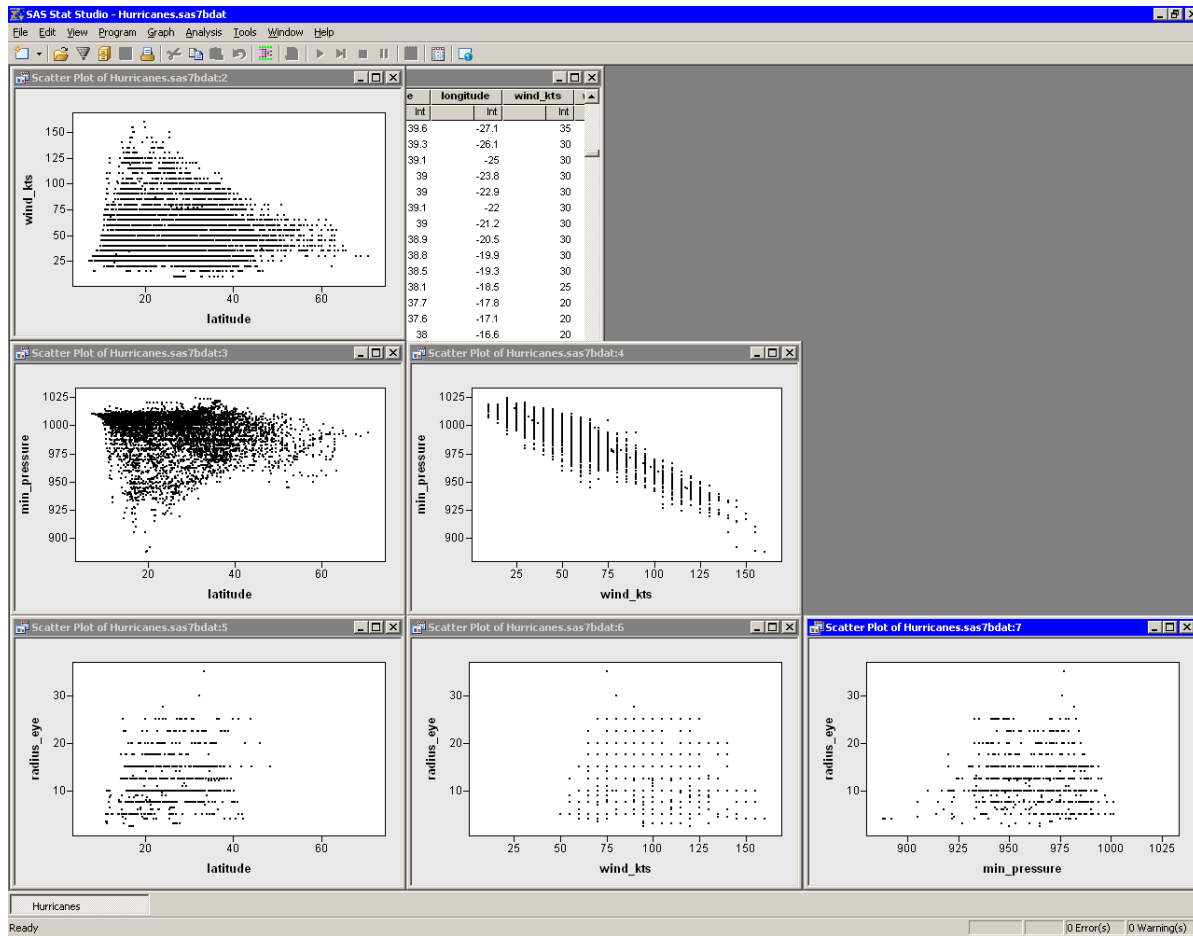 SAS Stat Studio - Hurricanes.sas7bdat
File Edit View Program Graph Analysis Tools Window Help
Scatter Plot of Hurricanes.sas7bdat:2
150
125
100
75
50
25
wind_kts
20 40 60
latitude
e longitude wind_kts
Int Int Int
39.6 -27.1 35
39.3 -26.1 30
39.1 -25 30
39 -23.8 30
39 -22.9 30
39.1 -22 30
39 -21.2 30
38.9 -20.5 30
38.8 -19.9 30
38.5 -19.3 30
38.1 -18.5 25
37.7 -17.8 20
37.6 -17.1 20
38 -16.6 20
Scatter Plot of Hurricanes.sas7bdat:3
1025
1000
975
950
925
900
min_pressure
20 40 60
latitude
Scatter Plot of Hurricanes.sas7bdat:4
1025
1000
975
950
925
900
min_pressure
25 50 75 100 125 150
wind_kts
Scatter Plot of Hurricanes.sas7bdat:5
30
20
10
radius_eye
20 40 60
latitude
Scatter Plot of Hurricanes.sas7bdat:6
30
20
10
radius_eye
25 50 75 100 125 150
wind_kts
Scatter Plot of Hurricanes.sas7bdat:7
30
20
10
radius_eye
900 925 950 975 1000 1025
min_pressure
Hurricanes
Ready
0 Error(s) 0 Warning(s)